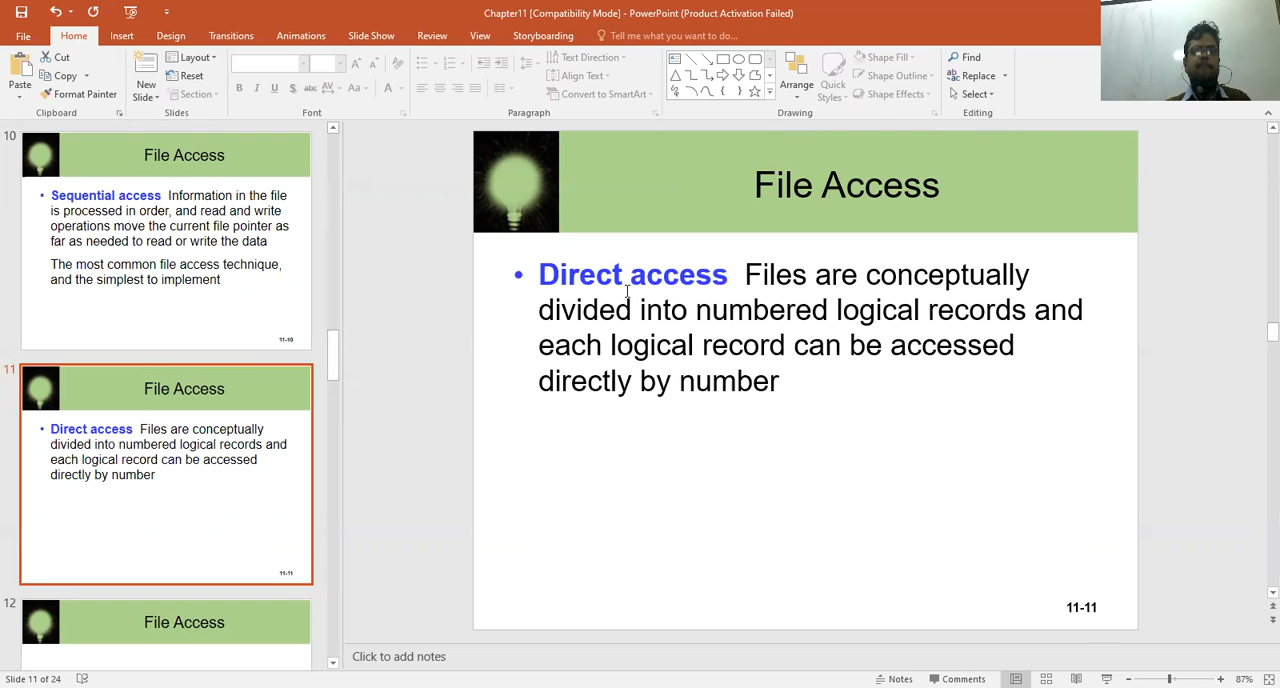 Chapter11 [Compatibility Mode] - PowerPoint (Product Activation Failed)
File Home Insert Design Transitions Animations Slide Show Review View Storyboarding Tell me what you want to do...
Paste
Cut
Copy
Format Painter
Clipboard
New Slide
Layout
Reset
Section
Slides
B I U S abc AV Aa A
Font
Text Direction
Align Text
Convert to SmartArt
Paragraph
Arrange
Quick Styles
Shape Fill
Shape Outline
Shape Effects
Drawing
Find
Replace
Select
Editing
10
File Access
• Sequential access Information in the file
is processed in order, and read and write
operations move the current file pointer as
far as needed to read or write the data
The most common file access technique,
and the simplest to implement
11-10
11
File Access
• Direct access Files are conceptually
divided into numbered logical records and
each logical record can be accessed
directly by number
11-11
12
File Access
File Access
• Direct access Files are conceptually
divided into numbered logical records and
each logical record can be accessed
directly by number
11-11
Click to add notes
Slide 11 of 24 Notes Comments 87%